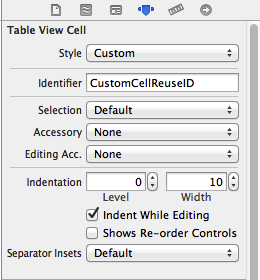 Table View Cell
Style Custom
Identifier CustomCellReuseID
Selection Default
Accessory None
Editing Acc. None
Indentation 0 10
Level Width
Indent While Editing
Shows Re-order Controls
Separator Insets Default